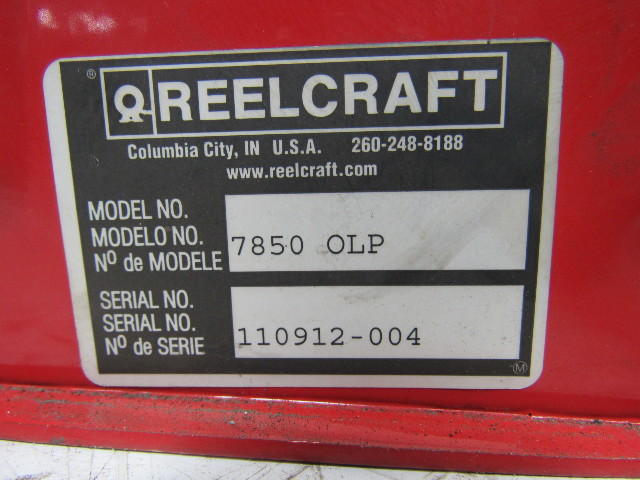 ® REELCRAFT
Columbia City, IN U.S.A. 260-248-8188
www.reelcraft.com
MODEL NO.
MODELO NO.
Nº de MODELE
7850 OLP
SERIAL NO.
SERIAL NO.
Nº de SERIE
110912-004
M